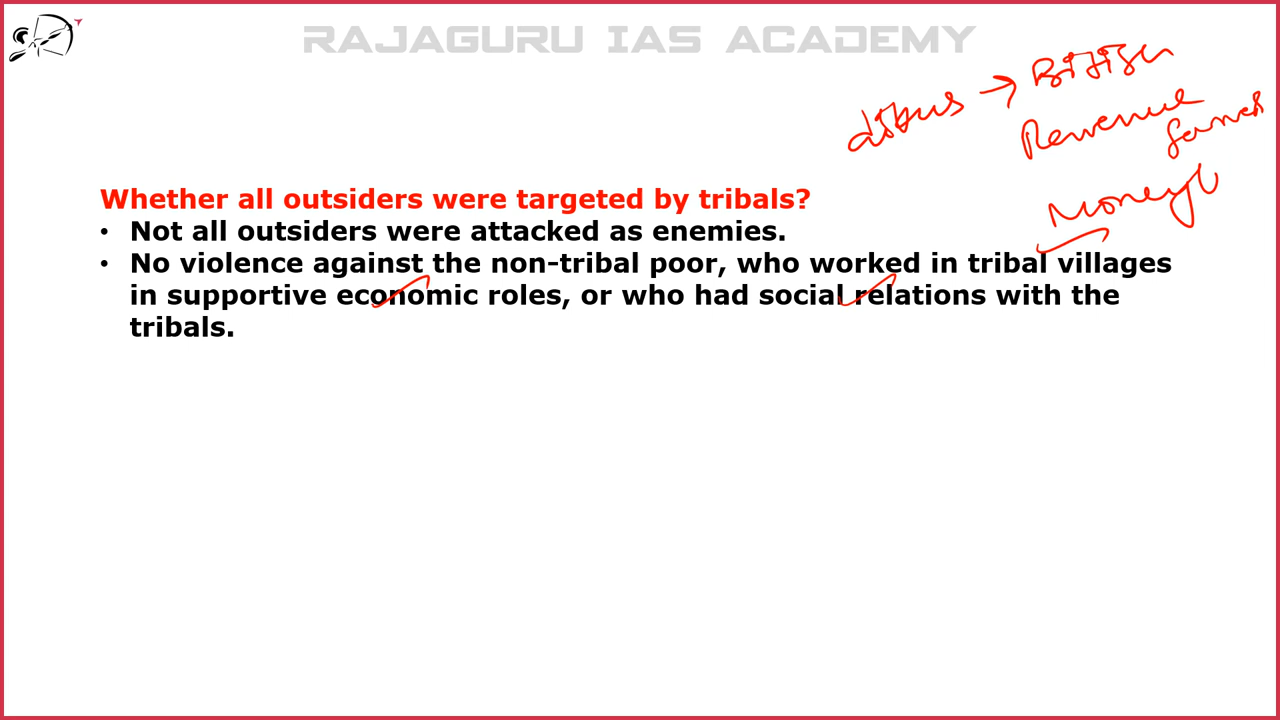 RAJAGURU IAS ACADEMY
dikus → British
Revenue
Whether all outsiders were targeted by tribals?
• Not all outsiders were attacked as enemies.
• No violence against the non-tribal poor, who worked in tribal villages
in supportive economic roles, or who had social relations with the
tribals.